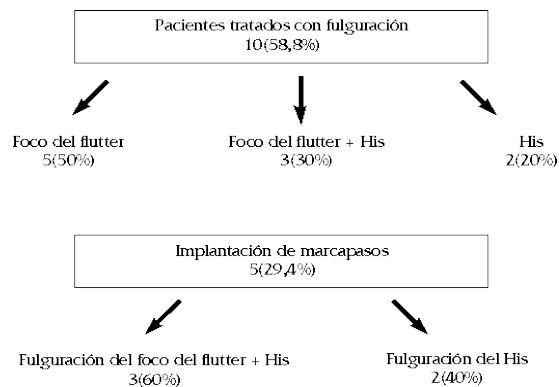 Pacientes tratados con fulguración
10(58,8%)
Foco del flutter
5(50%)
Foco del flutter + His
3(30%)
His
2(20%)
Implantación de marcapasos
5(29,4%)
Fulguración del foco del flutter + His
3(60%)
Fulguración del His
2(40%)